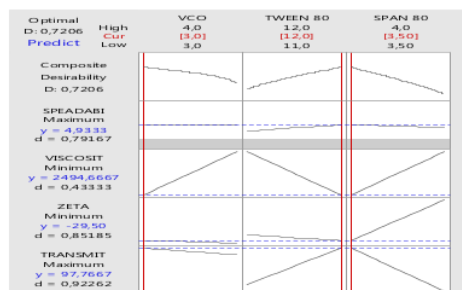 Optimal
D: 0,7206
Predict
High
Cur
Low
VCO
4,0
[3,0]
3,0
TWEEN 80
12,0
[12,0]
11,0
SPAN 80
4,0
[3,50]
3,50
Composite
Desirability
D: 0,7206
SPEADABI
Maximum
y = 4,9333
d = 0,79167
VISCOSIT
Minimum
y = 2494,6667
d = 0,43333
ZETA
Minimum
y = -29,50
d = 0,85185
TRANSMIT
Maximum
y = 97,7667
d = 0,92262